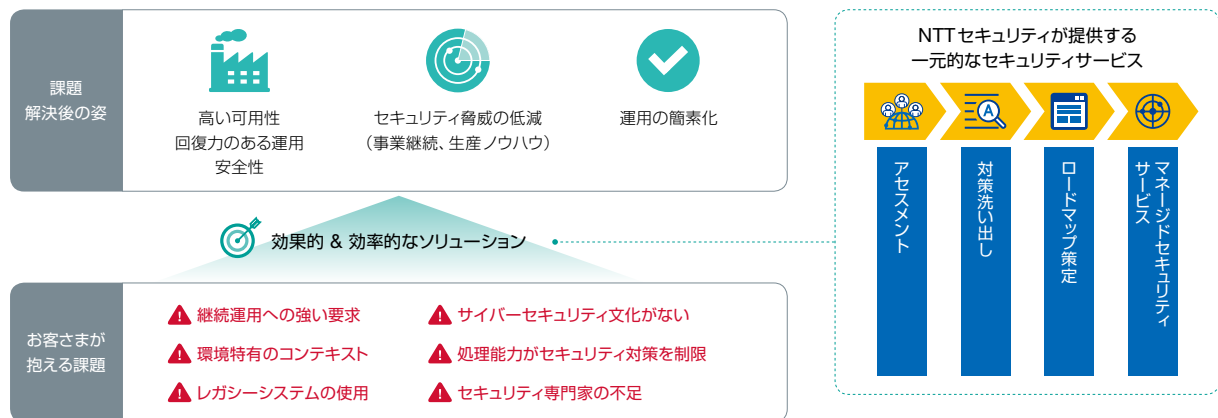 課題
解決後の姿
高い可用性
回復力のある運用
安全性
セキュリティ脅威の低減
（事業継続、生産ノウハウ）
運用の簡素化
効果的 & 効率的なソリューション
お客さまが
抱える課題
継続運用への強い要求
環境特有のコンテキスト
レガシーシステムの使用
サイバーセキュリティ文化がない
処理能力がセキュリティ対策を制限
セキュリティ専門家の不足
NTTセキュリティが提供する
一元的なセキュリティサービス
A
アセスメント
対策洗い出し
ロードマップ策定
マネージドセキュリティ
サービス